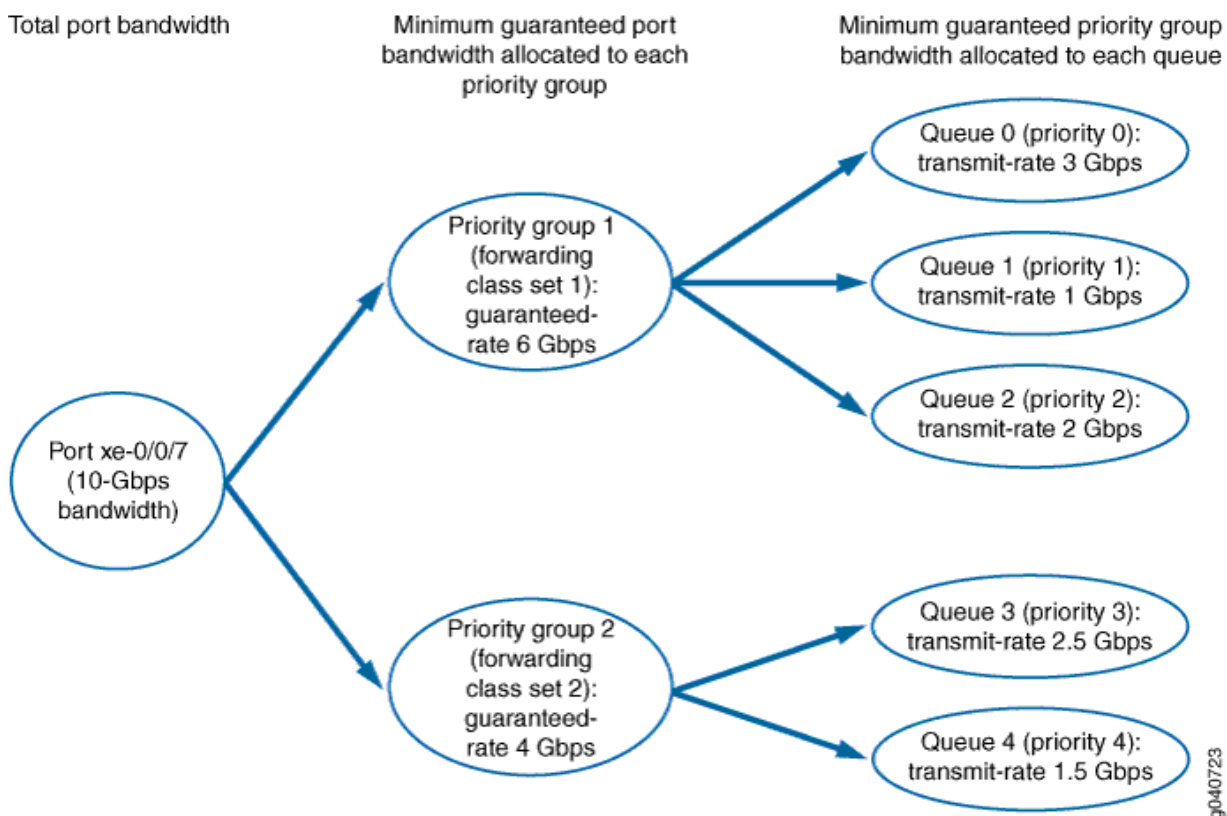 Total port bandwidth
Minimum guaranteed port
bandwidth allocated to each
priority group
Minimum guaranteed priority group
bandwidth allocated to each queue
Port xe-0/0/7
(10-Gbps
bandwidth)
Priority group 1
(forwarding
class set 1):
guaranteed-
rate 6 Gbps
Queue 0 (priority 0):
transmit-rate 3 Gbps
Queue 1 (priority 1):
transmit-rate 1 Gbps
Queue 2 (priority 2):
transmit-rate 2 Gbps
Priority group 2
(forwarding
class set 2):
guaranteed-
rate 4 Gbps
Queue 3 (priority 3):
transmit-rate 2.5 Gbps
Queue 4 (priority 4):
transmit-rate 1.5 Gbps
g040723